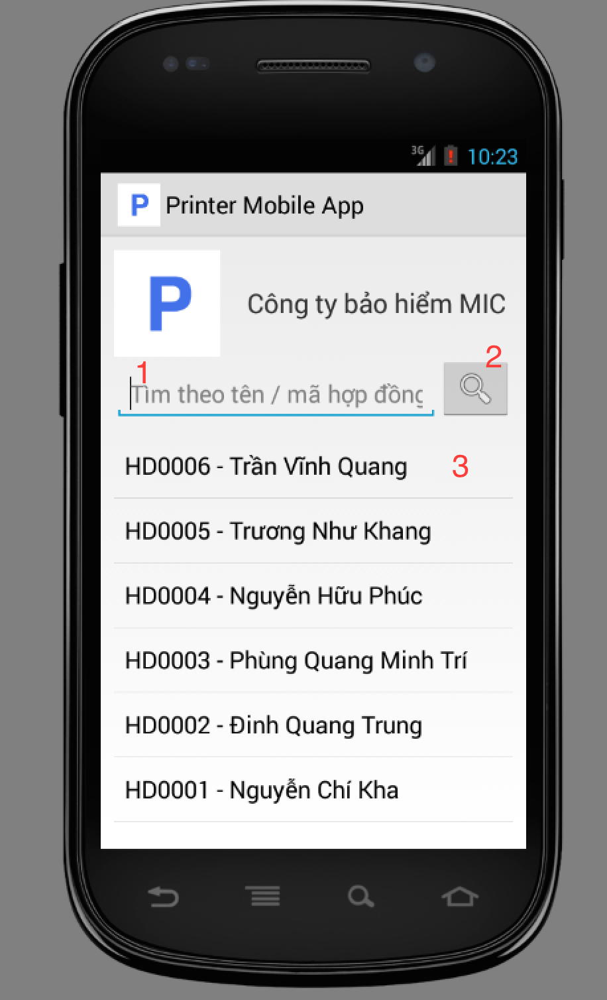 3G 10:23
P Printer Mobile App
P
Công ty bảo hiểm MIC
1
2
Tìm theo tên / mã hợp đồng
HD0006 - Trần Vĩnh Quang 3
HD0005 - Trương Như Khang
HD0004 - Nguyễn Hữu Phúc
HD0003 - Phùng Quang Minh Trí
HD0002 - Đinh Quang Trung
HD0001 - Nguyễn Chí Kha